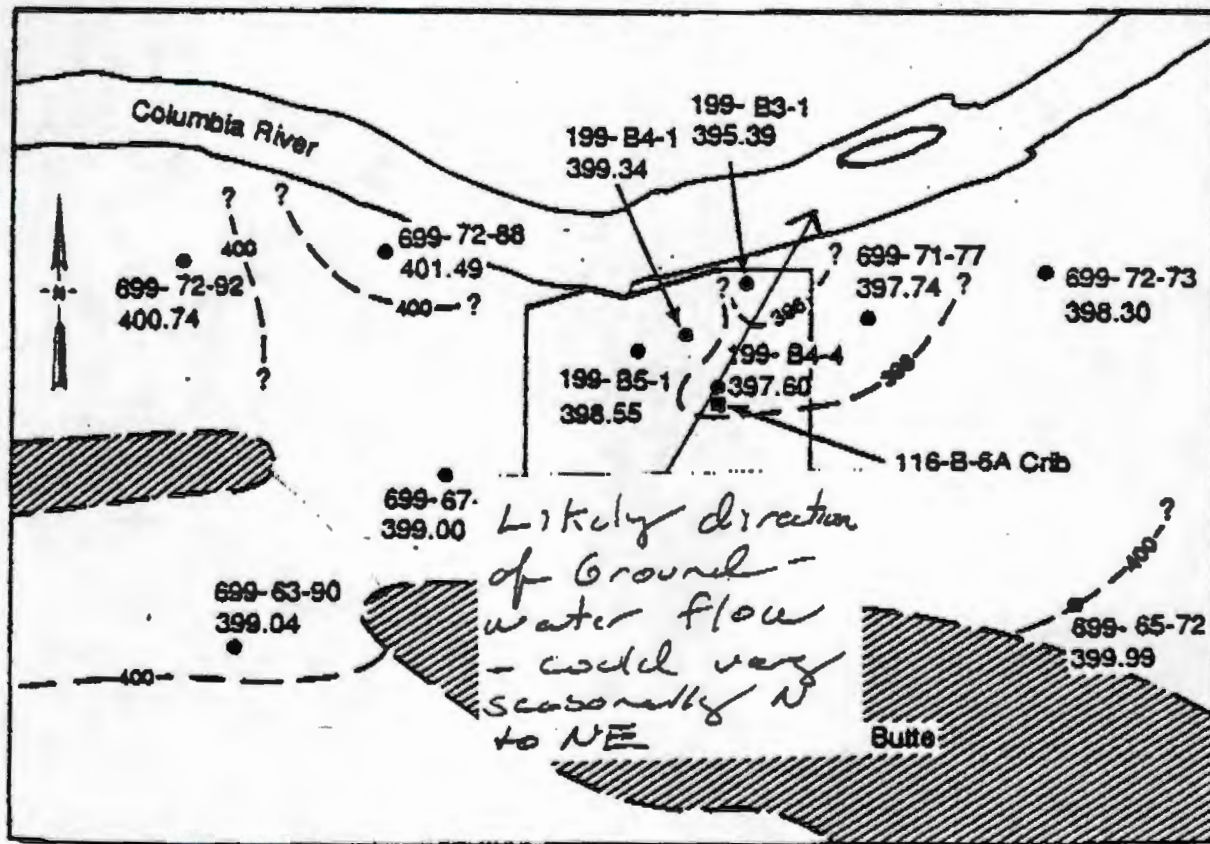 Columbia River
199-B3-1
395.39
199-B4-1
399.34
?
?
400
699-72-92
400.74
?
699-72-88
401.49
400
?
N
?
396
?
699-71-77
397.74
?
699-72-73
398.30
199-B5-1
398.55
199-B4-4
397.60
398
116-B-5A Crib
699-67-
399.00
Likely direction
of Ground-
water flow
- could vary
seasonally N
to NE
?
400
699-63-90
399.04
400
699-65-72
399.99
Butte